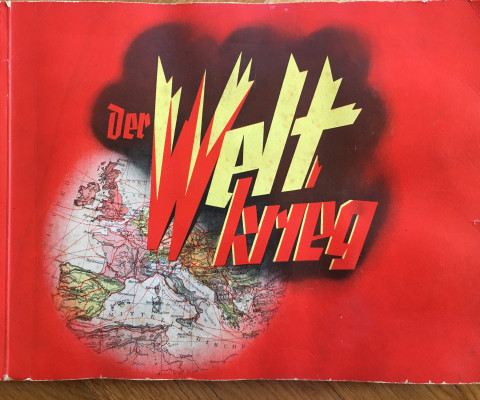 Der
Welt,
krieg